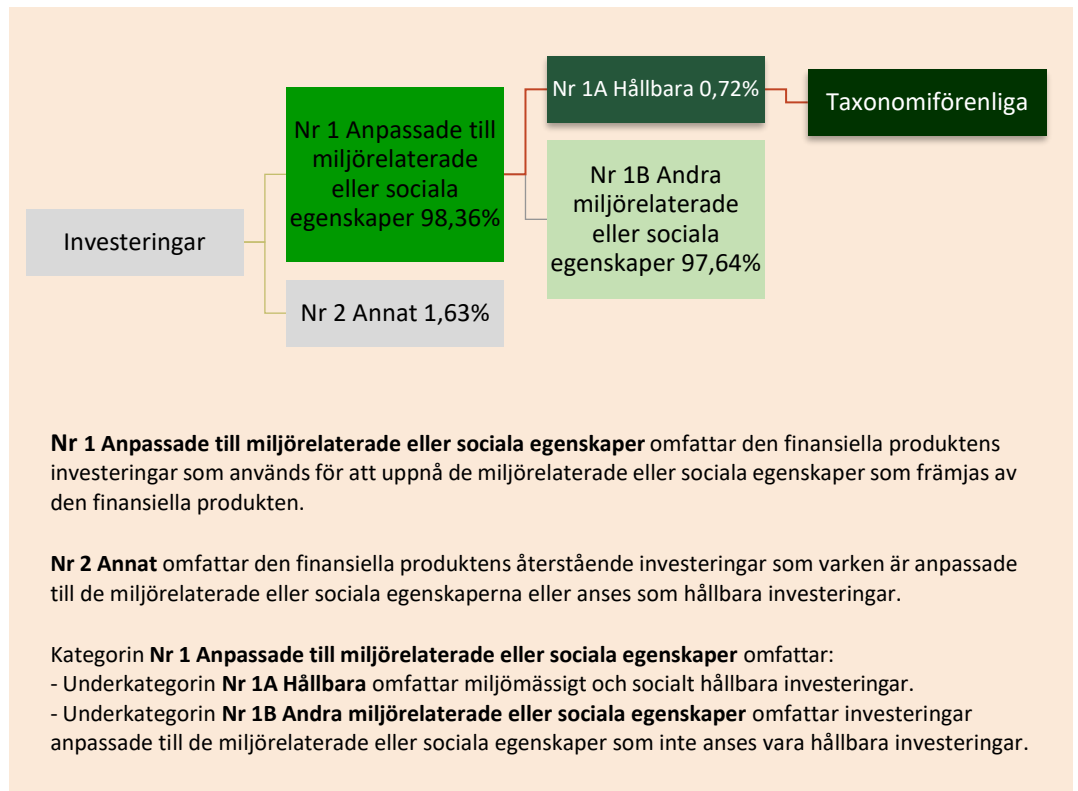 Investeringar
Nr 1 Anpassade till
miljörelaterade
eller sociala
egenskaper 98,36%
Nr 2 Annat 1,63%
Nr 1A Hållbara 0,72%
Nr 1B Andra
miljörelaterade
eller sociala
egenskaper 97,64%
Taxonomiförenliga
Nr 1 Anpassade till miljörelaterade eller sociala egenskaper omfattar den finansiella produktens
investeringar som används för att uppnå de miljörelaterade eller sociala egenskaper som främjas av
den finansiella produkten.
Nr 2 Annat omfattar den finansiella produktens återstående investeringar som varken är anpassade
till de miljörelaterade eller sociala egenskaperna eller anses som hållbara investeringar.
Kategorin Nr 1 Anpassade till miljörelaterade eller sociala egenskaper omfattar:
- Underkategorin Nr 1A Hållbara omfattar miljömässigt och socialt hållbara investeringar.
- Underkategorin Nr 1B Andra miljörelaterade eller sociala egenskaper omfattar investeringar
anpassade till de miljörelaterade eller sociala egenskaper som inte anses vara hållbara investeringar.